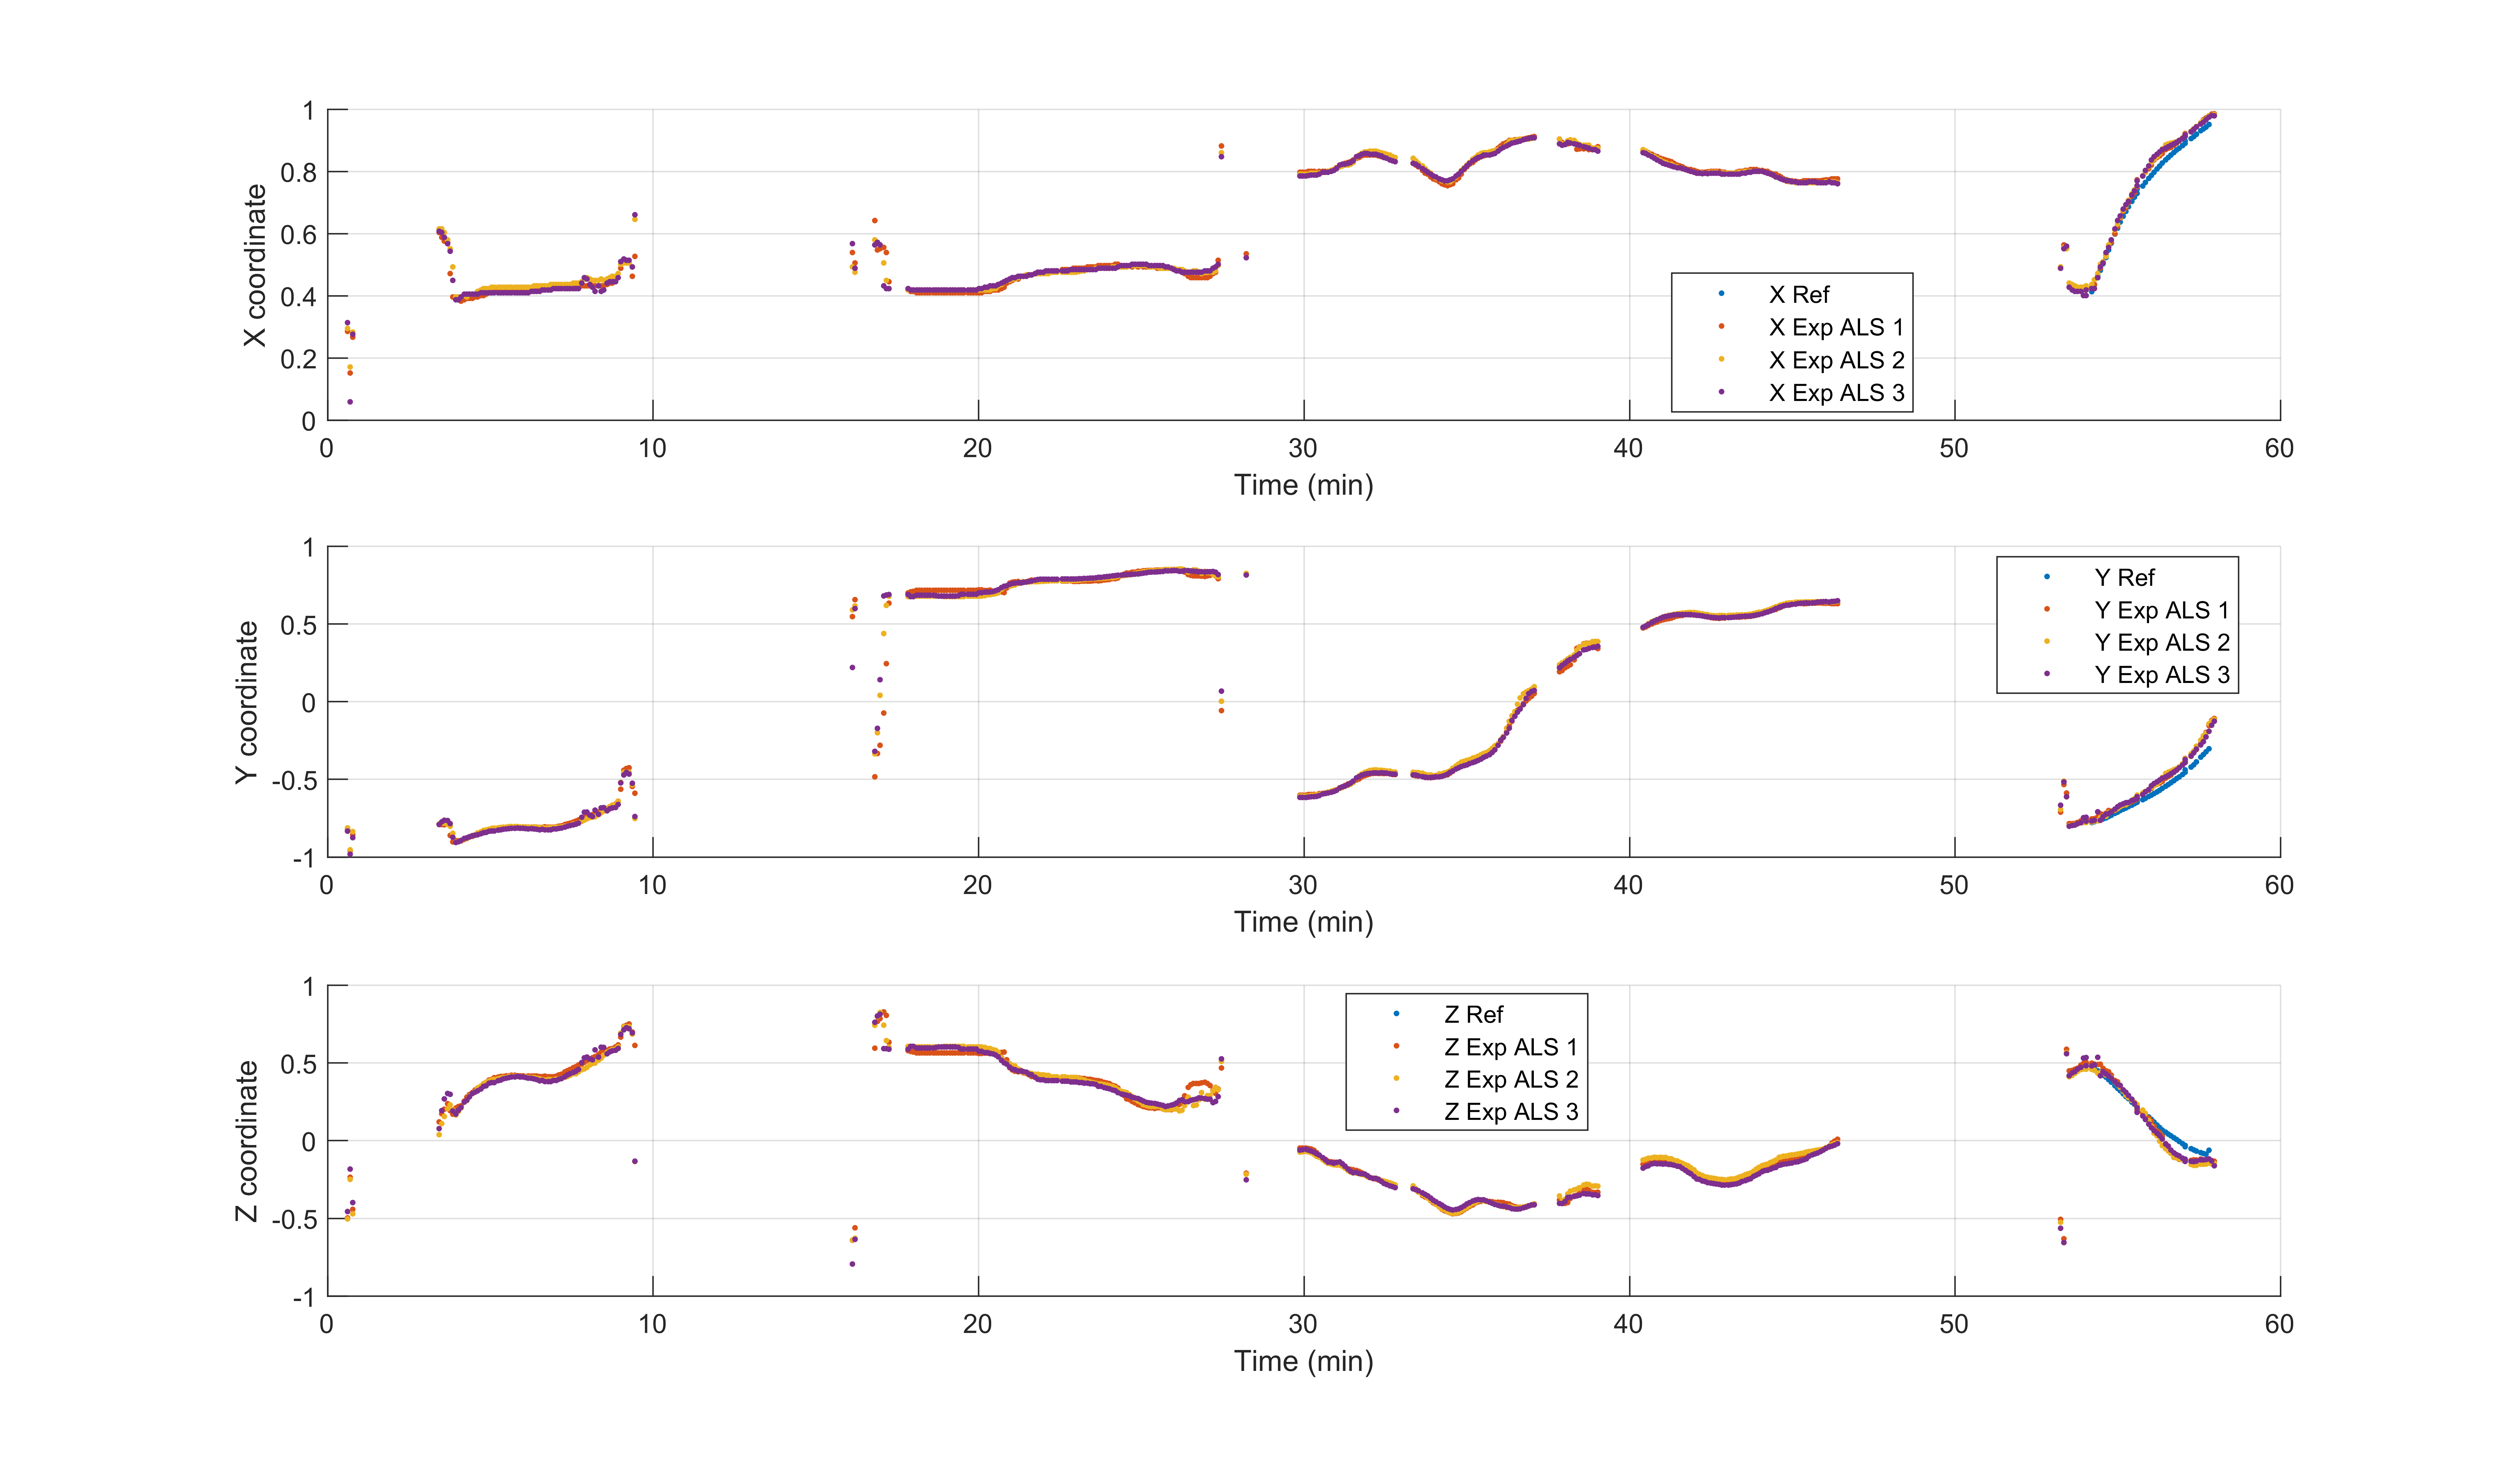 1
0.8
0.6
0.4
0.2
0
X coordinate
X Ref
X Exp ALS 1
X Exp ALS 2
X Exp ALS 3
0 10 20 30 40 50 60
Time (min)
1
0.5
0
-0.5
-1
Y coordinate
Y Ref
Y Exp ALS 1
Y Exp ALS 2
Y Exp ALS 3
0 10 20 30 40 50 60
Time (min)
1
0.5
0
-0.5
-1
Z coordinate
Z Ref
Z Exp ALS 1
Z Exp ALS 2
Z Exp ALS 3
0 10 20 30 40 50 60
Time (min)